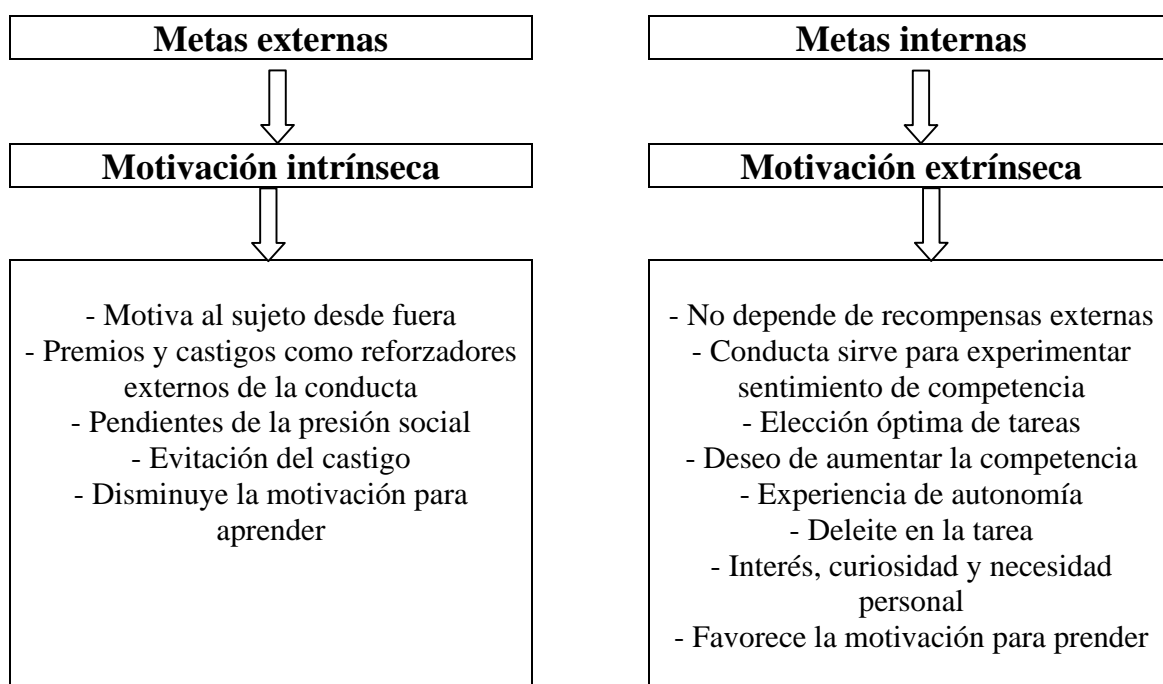 Metas externas
Motivación intrínseca
- Motiva al sujeto desde fuera
- Premios y castigos como reforzadores
externos de la conducta
- Pendientes de la presión social
- Evitación del castigo
- Disminuye la motivación para
aprender
Metas internas
Motivación extrínseca
- No depende de recompensas externas
- Conducta sirve para experimentar
sentimiento de competencia
- Elección óptima de tareas
- Deseo de aumentar la competencia
- Experiencia de autonomía
- Deleite en la tarea
- Interés, curiosidad y necesidad
personal
- Favorece la motivación para prender